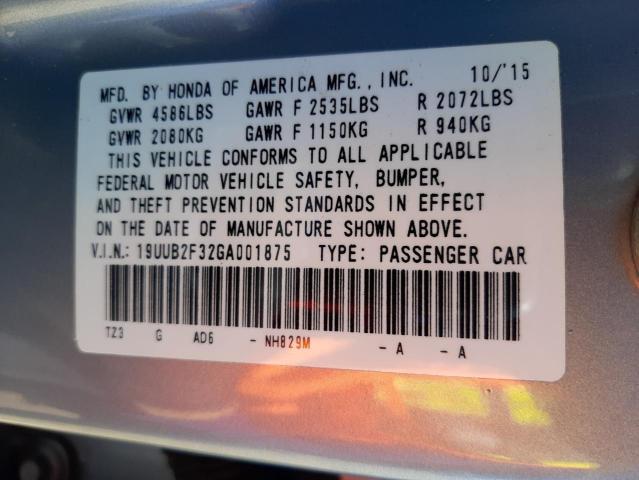 MFD. BY HONDA OF AMERICA MFG., INC. 10/'15
GVWR 4586LBS GAWR F 2535LBS R 2072LBS
GVWR 2080KG GAWR F 1150KG R 940KG
THIS VEHICLE CONFORMS TO ALL APPLICABLE
FEDERAL MOTOR VEHICLE SAFETY, BUMPER,
AND THEFT PREVENTION STANDARDS IN EFFECT
ON THE DATE OF MANUFACTURE SHOWN ABOVE.
V.I.N.: 19UUB2F32GA001875 TYPE: PASSENGER CAR
TZ3 G AD6 - NH829M - A - A